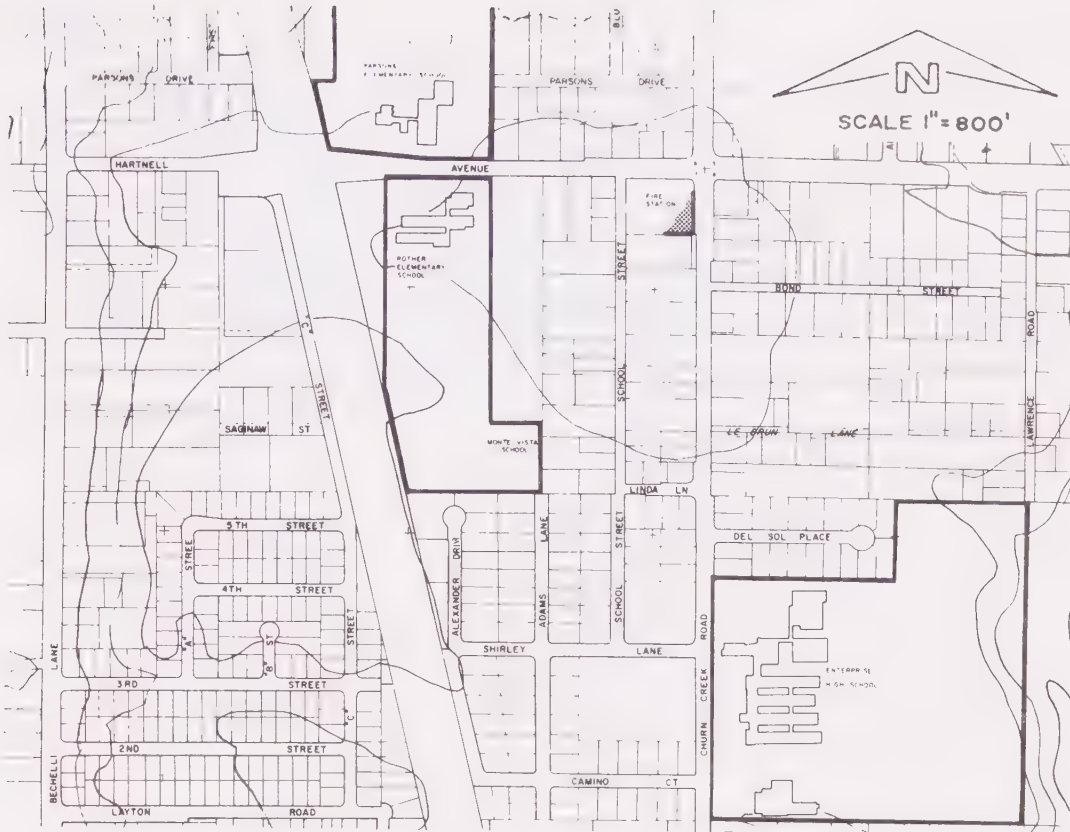 BLU
PARSONS DRIVE
PARSONS
ELEMENTARY SCHOOL
PARSONS DRIVE
N
SCALE 1"=800'
HARTNELL
AVENUE
FIRE
STATION
ROTHER
ELEMENTARY
SCHOOL
STREET
SCHOOL
BOND STREET
LAWRENCE ROAD
"C" STREET
SAGINAW ST
MONTE VISTA
SCHOOL
LE BRUN LANE
LINDA LN
5TH STREET
DEL SOL PLACE
STREE
4TH STREET
"A"
"B" ST
STREET
"C"
ALEXANDER DRIV
ADAMS LANE
SCHOOL STREET
SHIRLEY LANE
CHURN CREEK ROAD
ENTERPRISE
HIGH SCHOOL
BECHELLI LANE
3RD STREET
2ND STREET
CAMINO CT
LAYTON ROAD